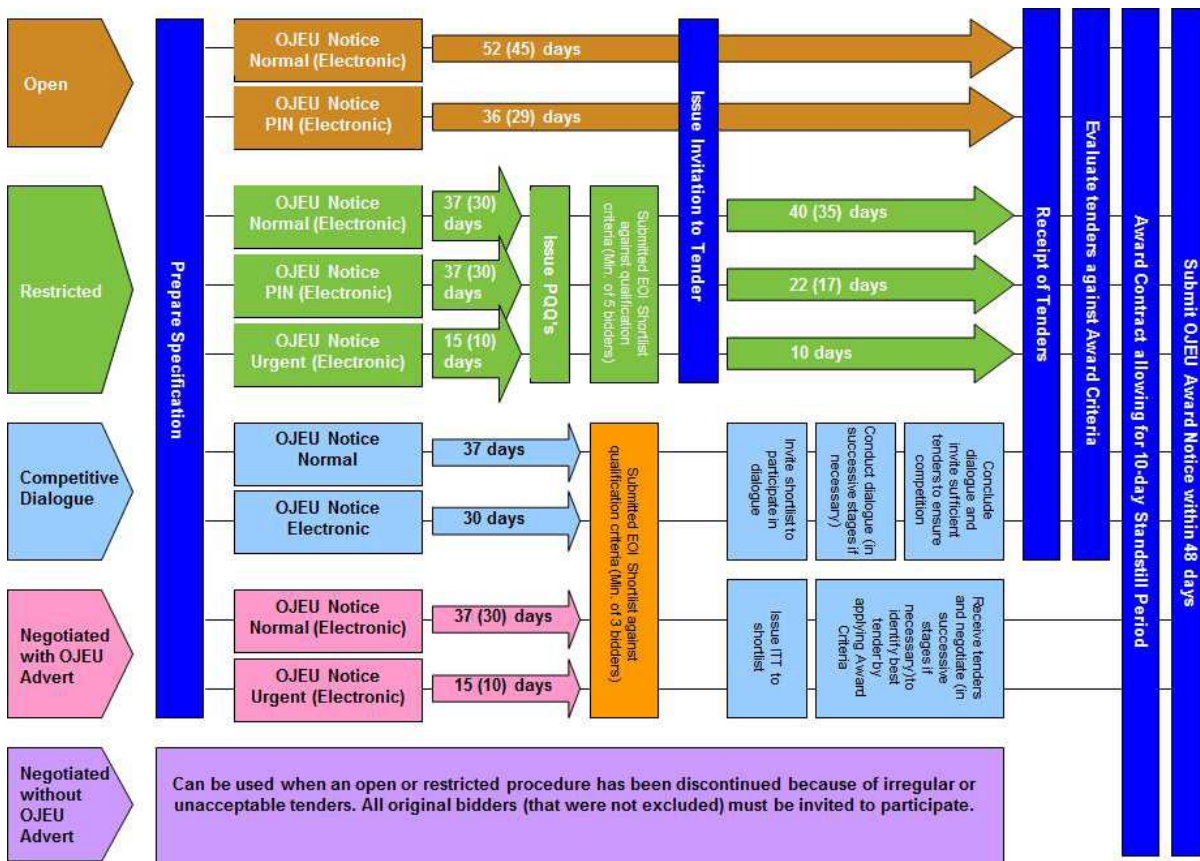 Open
Prepare Specification
OJEU Notice
Normal (Electronic)
52 (45) days
OJEU Notice
PIN (Electronic)
36 (29) days
Issue Invitation to Tender
Receipt of Tenders
Evaluate tenders against Award Criteria
Award Contract allowing for 10-day Standstill Period
Submit OJEU Award Notice within 48 days
Restricted
OJEU Notice
Normal (Electronic)
37 (30)
days
OJEU Notice
PIN (Electronic)
37 (30)
days
OJEU Notice
Urgent (Electronic)
15 (10)
days
Issue PQQ's
Submitted EOI Shortlist
against qualification
criteria (Min. of 5 bidders)
40 (35) days
22 (17) days
10 days
Competitive
Dialogue
OJEU Notice
Normal
37 days
OJEU Notice
Electronic
30 days
Submitted EOI Shortlist against
qualification criteria (Min. of 3 bidders)
Invite shortlist to
participate in
dialogue
Conduct dialogue (in
successive stages if
necessary)
Conclude
dialogue and
invite sufficient
tenders to ensure
competition
Negotiated
with OJEU
Advert
OJEU Notice
Normal (Electronic)
37 (30) days
OJEU Notice
Urgent (Electronic)
15 (10) days
Issue ITT to
shortlist
Receive tenders
and negotiate (in
successive
stages if
necessary)to
identify best
tender by
applying Award
Criteria
Negotiated
without
OJEU
Advert
Can be used when an open or restricted procedure has been discontinued because of irregular or
unacceptable tenders. All original bidders (that were not excluded) must be invited to participate.